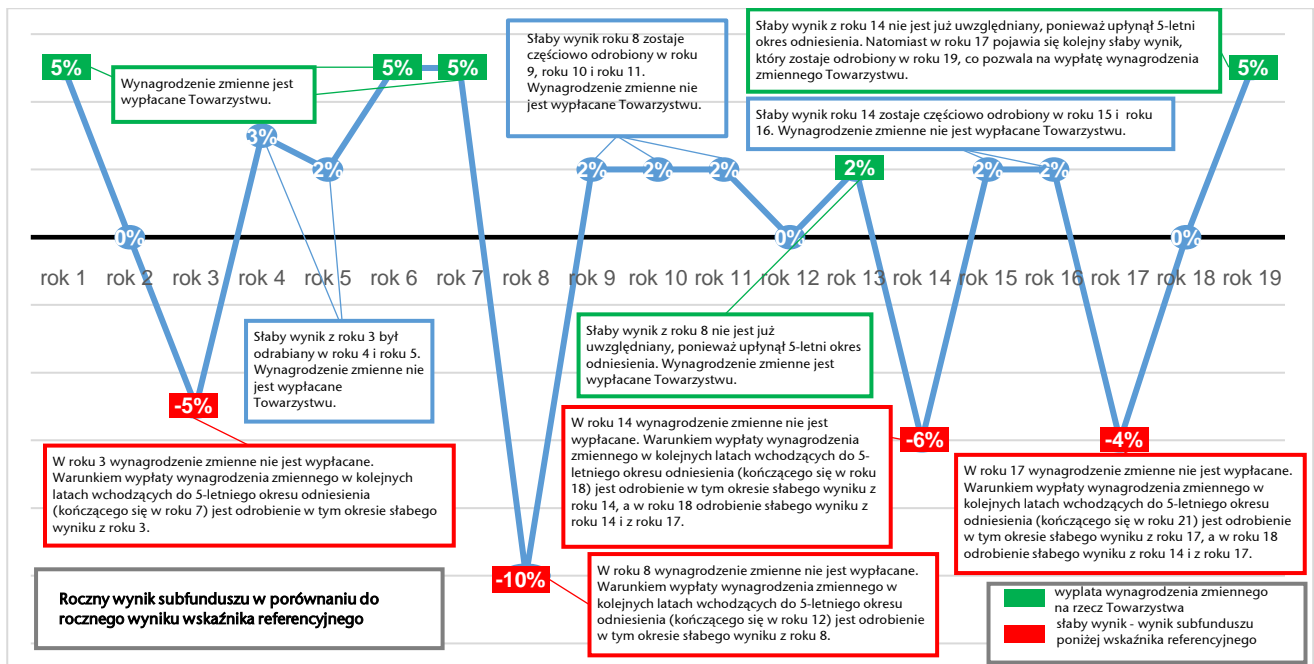 Słaby wynik roku 8 zostaje
częściowo odrobiony w roku
9, roku 10 i roku 11.
Wynagrodzenie zmienne nie
jest wypłacane Towarzystwu.
Słaby wynik z roku 14 nie jest już uwzględniany, ponieważ upłynął 5-letni
okres odniesienia. Natomiast w roku 17 pojawia się kolejny słaby wynik,
który zostaje odrobiony w roku 19, co pozwala na wypłatę wynagrodzenia
zmiennego Towarzystwu.
Wynagrodzenie zmienne jest
wypłacane Towarzystwu.
Słaby wynik roku 14 zostaje częściowo odrobiony w roku 15 i roku
16. Wynagrodzenie zmienne nie jest wypłacane Towarzystwu.
5%
0%
-5%
3%
2%
5%
5%
-10%
2%
2%
2%
0%
2%
-6%
2%
2%
-4%
0%
5%
rok 1 rok 2 rok 3 rok 4 rok 5 rok 6 rok 7 rok 8 rok 9 rok 10 rok 11 rok 12 rok 13 rok 14 rok 15 rok 16 rok 17 rok 18 rok 19
Słaby wynik z roku 3 był
odrabiany w roku 4 i roku 5.
Wynagrodzenie zmienne nie
jest wypłacane
Towarzystwu.
Słaby wynik z roku 8 nie jest już
uwzględniany, ponieważ upłynął 5-letni okres
odniesienia. Wynagrodzenie zmienne jest
wypłacane Towarzystwu.
W roku 3 wynagrodzenie zmienne nie jest wypłacane.
Warunkiem wypłaty wynagrodzenia zmiennego w kolejnych
latach wchodzących do 5-letniego okresu odniesienia
(kończącego się w roku 7) jest odrobienie w tym okresie słabego
wyniku z roku 3.
W roku 14 wynagrodzenie zmienne nie jest
wypłacane. Warunkiem wypłaty wynagrodzenia
zmiennego w kolejnych latach wchodzących do 5-
letniego okresu odniesienia (kończącego się w roku
18) jest odrobienie w tym okresie słabego wyniku z
roku 14, a w roku 18 odrobienie słabego wyniku z
roku 14 i z roku 17.
W roku 17 wynagrodzenie zmienne nie jest wypłacane.
Warunkiem wypłaty wynagrodzenia zmiennego w
kolejnych latach wchodzących do 5-letniego okresu
odniesienia (kończącego się w roku 21) jest odrobienie
w tym okresie słabego wyniku z roku 17, a w roku 18
odrobienie słabego wyniku z roku 14 i z roku 17.
W roku 8 wynagrodzenie zmienne nie jest wypłacane.
Warunkiem wypłaty wynagrodzenia zmiennego w
kolejnych latach wchodzących do 5-letniego okresu
odniesienia (kończącego się w roku 12) jest odrobienie
w tym okresie słabego wyniku z roku 8.
Roczny wynik subfunduszu w porównaniu do
rocznego wyniku wskaźnika referencyjnego
wyplata wynagrodzenia zmiennego
na rzecz Towarzystwa
słaby wynik - wynik subfunduszu
poniżej wskaźnika referencyjnego